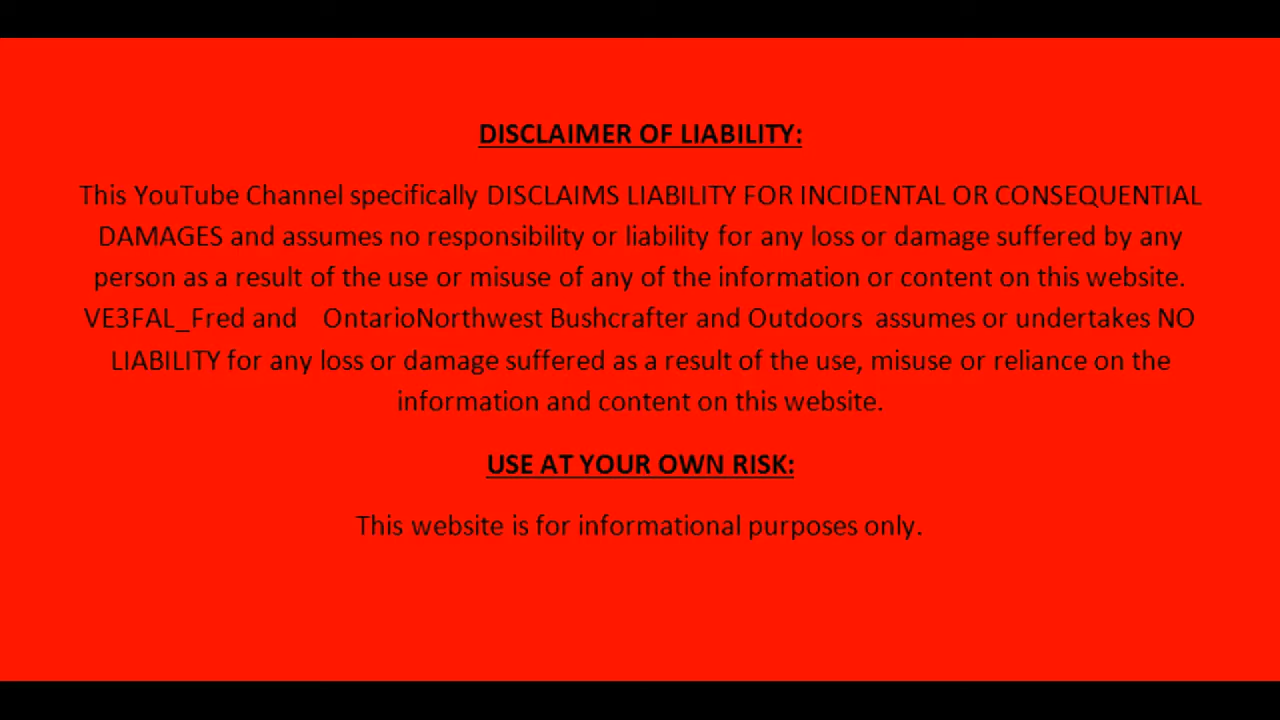 DISCLAIMER OF LIABILITY:
This YouTube Channel specifically DISCLAIMS LIABILITY FOR INCIDENTAL OR CONSEQUENTIAL
DAMAGES and assumes no responsibility or liability for any loss or damage suffered by any
person as a result of the use or misuse of any of the information or content on this website.
VE3FAL_Fred and OntarioNorthwest Bushcrafter and Outdoors assumes or undertakes NO
LIABILITY for any loss or damage suffered as a result of the use, misuse or reliance on the
information and content on this website.
USE AT YOUR OWN RISK:
This website is for informational purposes only.